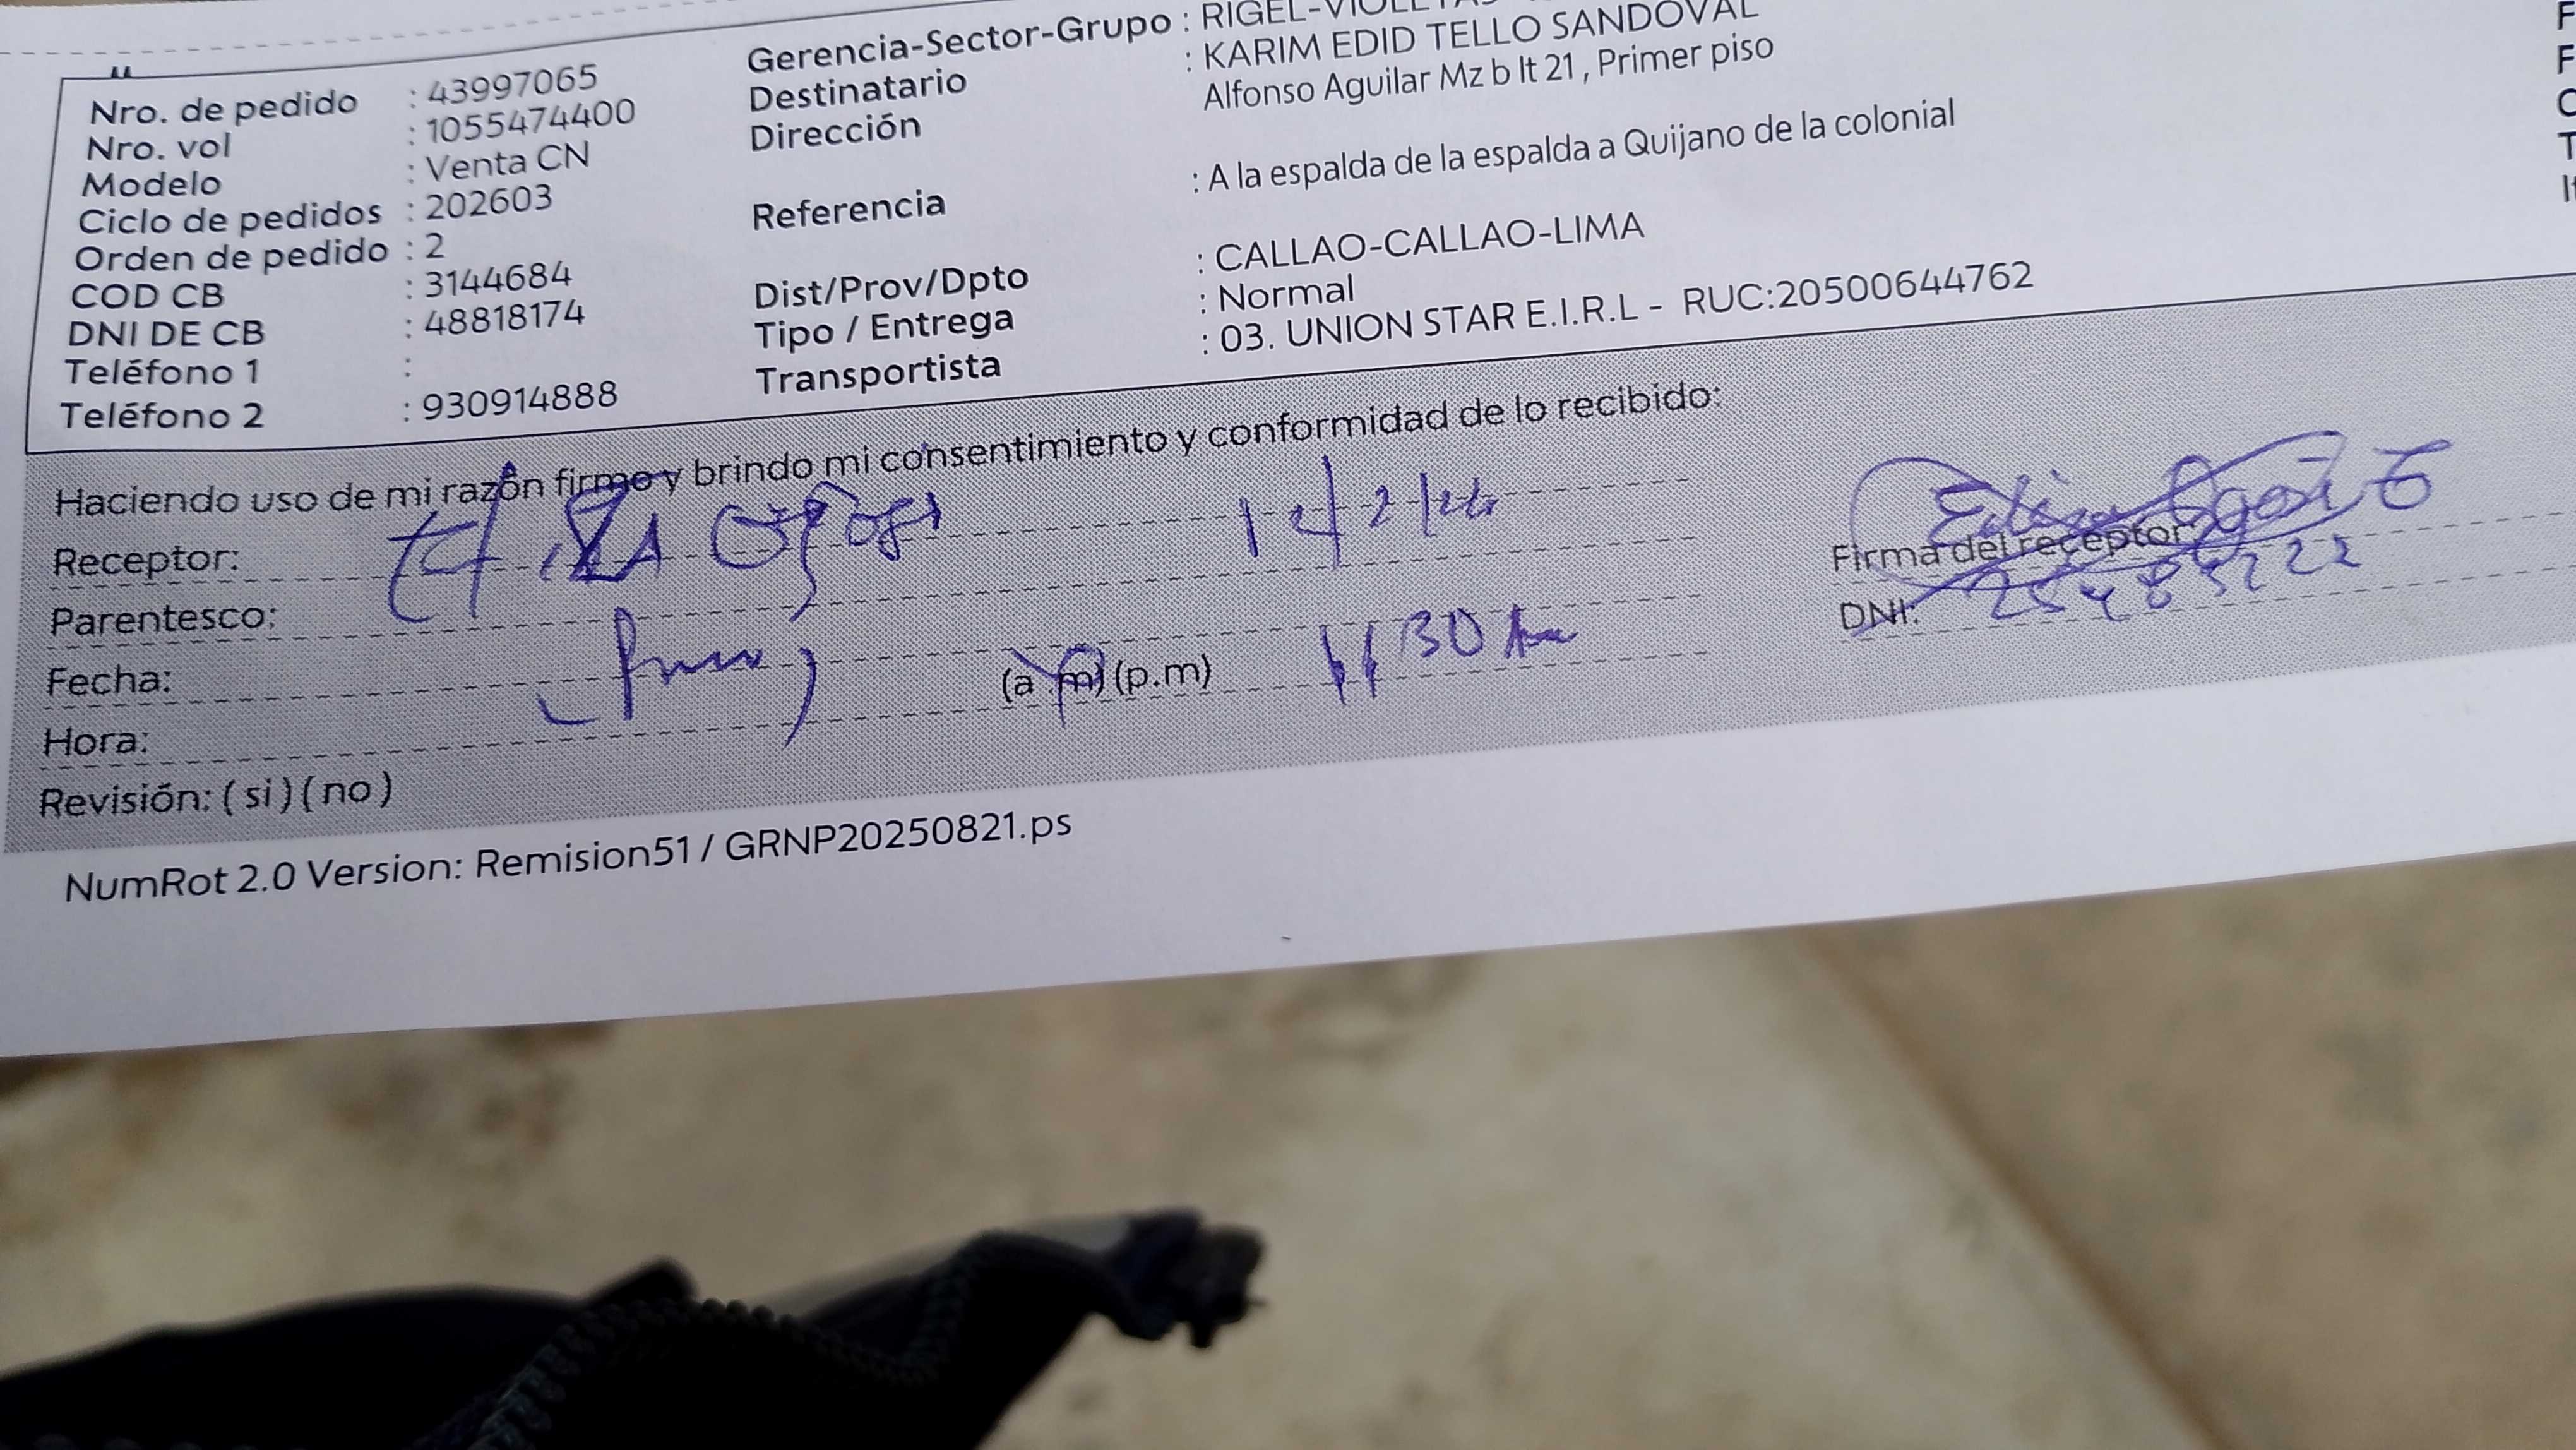 Gerencia-Sector-Grupo : RIGEL-VIOLETAS
Nro. de pedido : 43997065 Destinatario : KARIM EDID TELLO SANDOVAL
Nro. vol : 1055474400 Dirección Alfonso Aguilar Mz b lt 21 , Primer piso
Modelo : Venta CN
Ciclo de pedidos : 202603 Referencia : A la espalda de la espalda a Quijano de la colonial
Orden de pedido : 2
COD CB : 3144684 Dist/Prov/Dpto : CALLAO-CALLAO-LIMA
DNI DE CB : 48818174 Tipo / Entrega : Normal
Teléfono 1 : Transportista : 03. UNION STAR E.I.R.L - RUC:20500644762
Teléfono 2 : 930914888
Haciendo uso de mi razón firmo y brindo mi consentimiento y conformidad de lo recibido:
Receptor: Firma del receptor
Parentesco: DNI:
Fecha: (a.m)(p.m)
Hora:
Revisión: ( si ) ( no )
NumRot 2.0 Version: Remision51 / GRNP20250821.ps